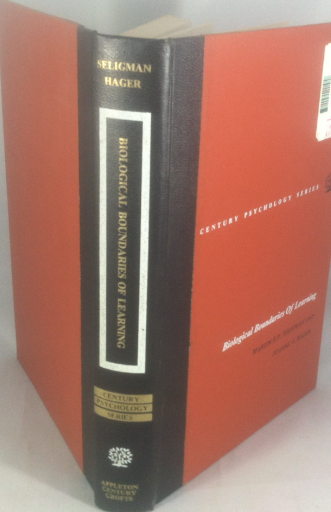 SELIGMAN
HAGER
BIOLOGICAL BOUNDARIES OF LEARNING
CENTURY
PSYCHOLOGY
SERIES
APPLETON
CENTURY
CROFTS
CENTURY PSYCHOLOGY SERIES
Biological Boundaries Of Learning